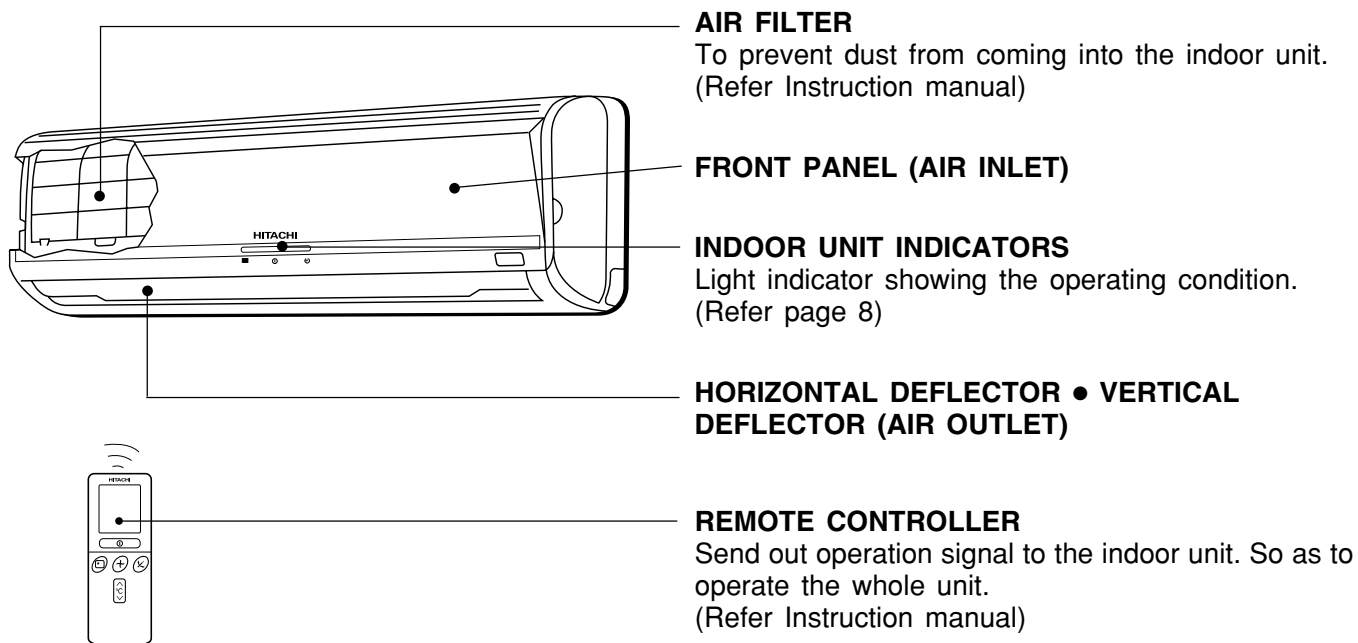 AIR FILTER
To prevent dust from coming into the indoor unit.
(Refer Instruction manual)
FRONT PANEL (AIR INLET)
HITACHI
INDOOR UNIT INDICATORS
Light indicator showing the operating condition.
(Refer page 8)
HORIZONTAL DEFLECTOR ● VERTICAL
DEFLECTOR (AIR OUTLET)
HITACHI
°C
REMOTE CONTROLLER
Send out operation signal to the indoor unit. So as to
operate the whole unit.
(Refer Instruction manual)